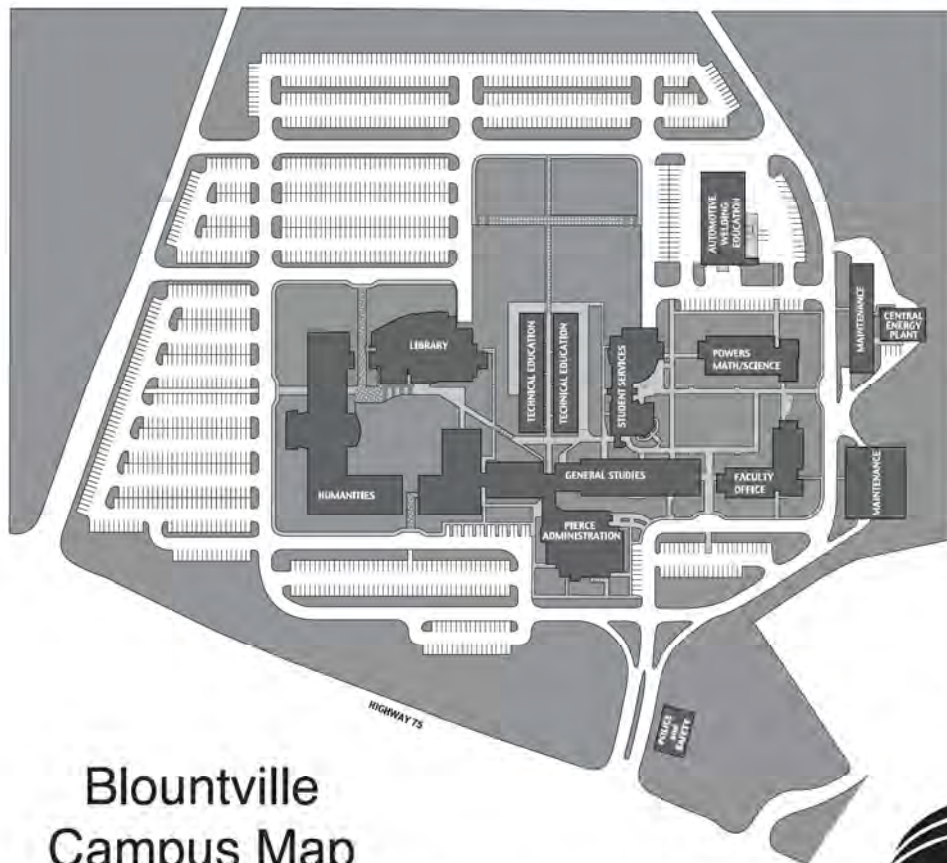 AUTOMOTIVE
WELDING
EDUCATION
MAINTENANCE
CENTRAL
ENERGY
PLANT
LIBRARY
TECHNICAL EDUCATION
TECHNICAL EDUCATION
STUDENT SERVICES
POWERS
MATH/SCIENCE
HUMANITIES
GENERAL STUDIES
FACULTY
OFFICE
MAINTENANCE
PIERCE
ADMINISTRATION
HIGHWAY 75
POLICE
AND
SAFETY
Blountville
Campus Map